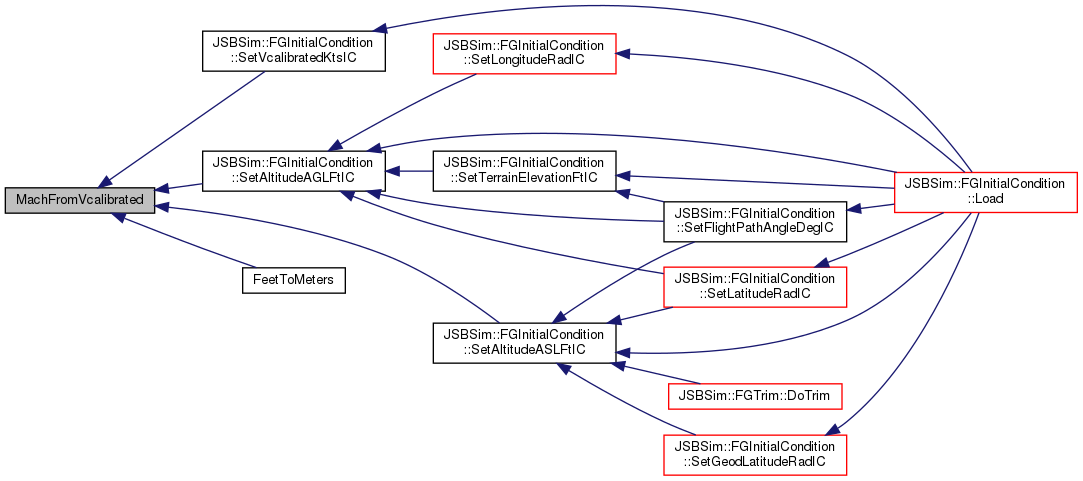 JSBSim::FGInitialCondition
::SetVcalibratedKtsIC
JSBSim::FGInitialCondition
::SetLongitudeRadIC
JSBSim::FGInitialCondition
::SetAltitudeAGLFtIC
JSBSim::FGInitialCondition
::SetTerrainElevationFtIC
JSBSim::FGInitialCondition
::Load
MachFromVcalibrated
JSBSim::FGInitialCondition
::SetFlightPathAngleDegIC
FeetToMeters
JSBSim::FGInitialCondition
::SetLatitudeRadIC
JSBSim::FGInitialCondition
::SetAltitudeASLFtIC
JSBSim::FGTrim::DoTrim
JSBSim::FGInitialCondition
::SetGeodLatitudeRadIC